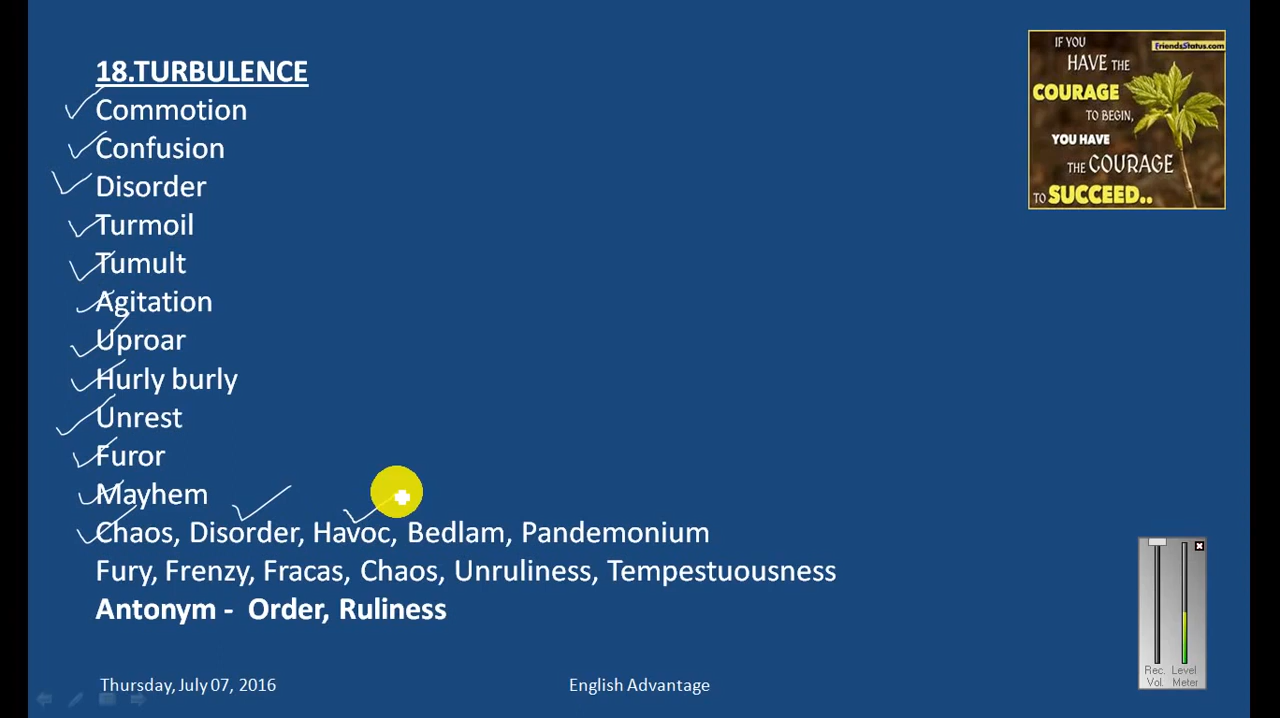 18.TURBULENCE
Commotion
Confusion
Disorder
Turmoil
Tumult
Agitation
Uproar
Hurly burly
Unrest
Furor
Mayhem
Chaos, Disorder, Havoc, Bedlam, Pandemonium
Fury, Frenzy, Fracas, Chaos, Unruliness, Tempestuousness
Antonym - Order, Ruliness
Thursday, July 07, 2016
English Advantage
FriendsStatus.com
IF YOU
HAVE THE
COURAGE
TO BEGIN,
YOU HAVE
THE COURAGE
TO SUCCEED..
Rec. Level
Vol. Meter